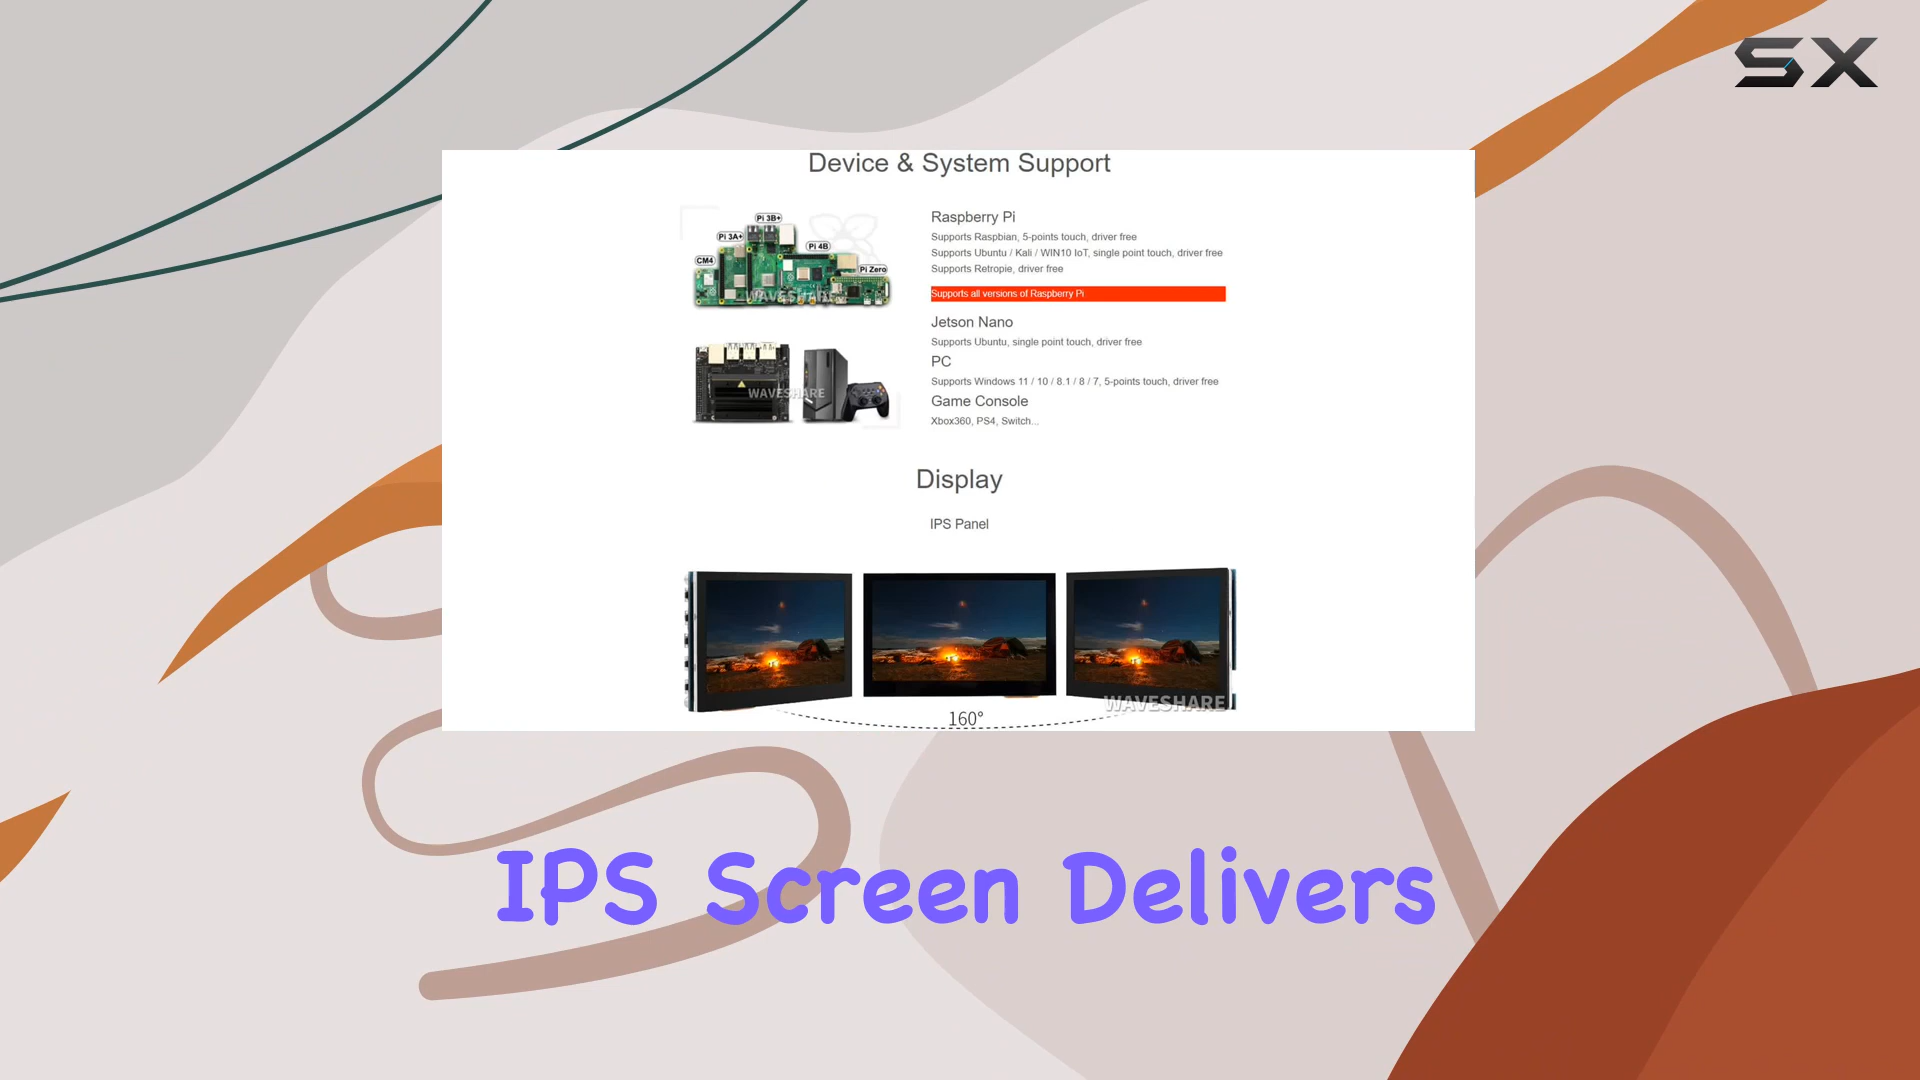 SX
Device & System Support
Pi 3B+
Pi 3A+
Pi 4B
CM4
Pi Zero
WAVESHARE
Raspberry Pi
Supports Raspbian, 5-points touch, driver free
Supports Ubuntu / Kali / WIN10 IoT, single point touch, driver free
Supports Retropie, driver free
Supports all versions of Raspberry Pi
Jetson Nano
Supports Ubuntu, single point touch, driver free
PC
Supports Windows 11 / 10 / 8.1 / 8 / 7, 5-points touch, driver free
WAVESHARE
Game Console
Xbox360, PS4, Switch...
Display
IPS Panel
WAVESHARE
160°
IPS Screen Delivers